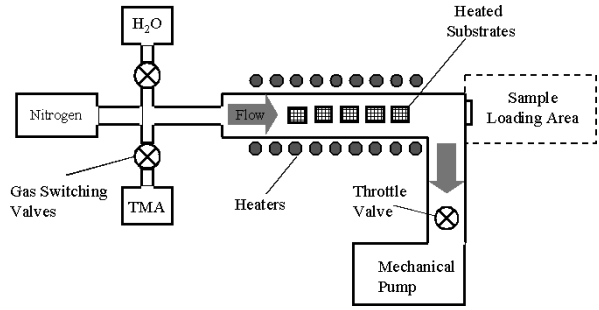 H₂O
Heated
Substrates
Nitrogen
Flow
Sample
Loading Area
Gas Switching
Valves
TMA
Heaters
Throttle
Valve
Mechanical
Pump